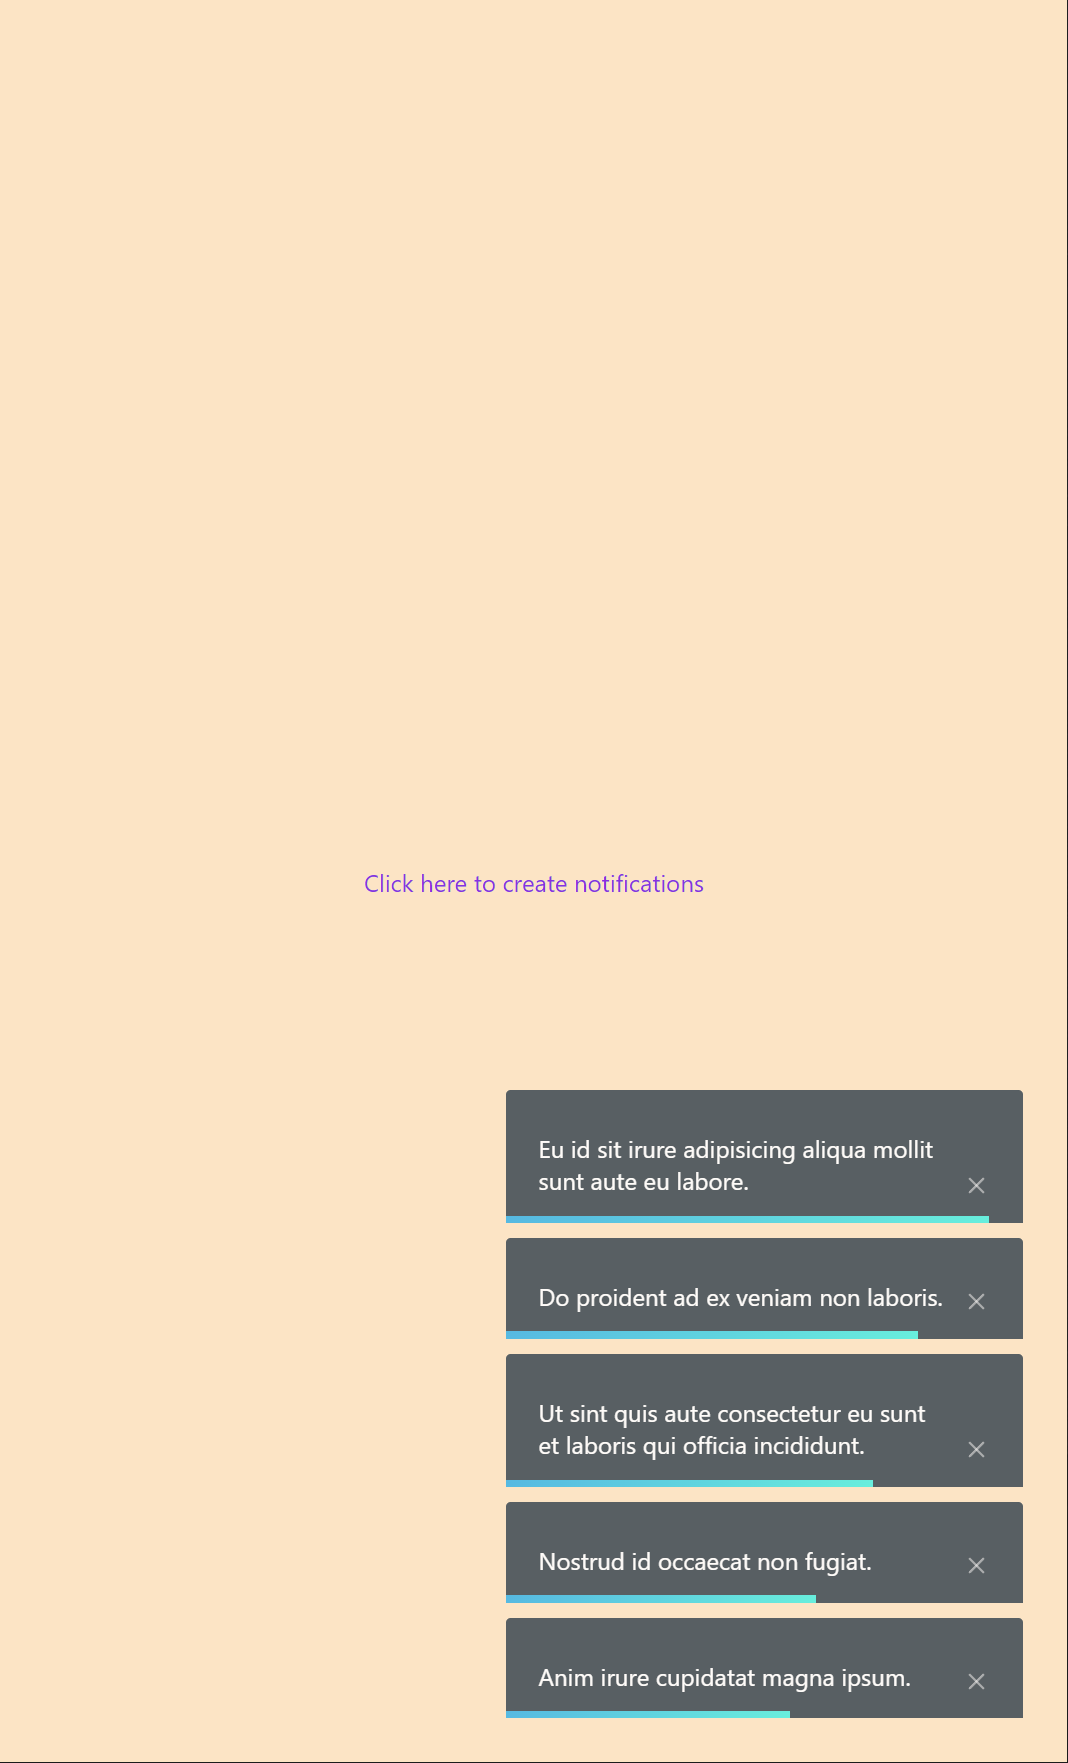 Click here to create notifications
Eu id sit irure adipisicing aliqua mollit
sunt aute eu labore.
Do proident ad ex veniam non laboris.
Ut sint quis aute consectetur eu sunt
et laboris qui officia incididunt.
Nostrud id occaecat non fugiat.
Anim irure cupidatat magna ipsum.